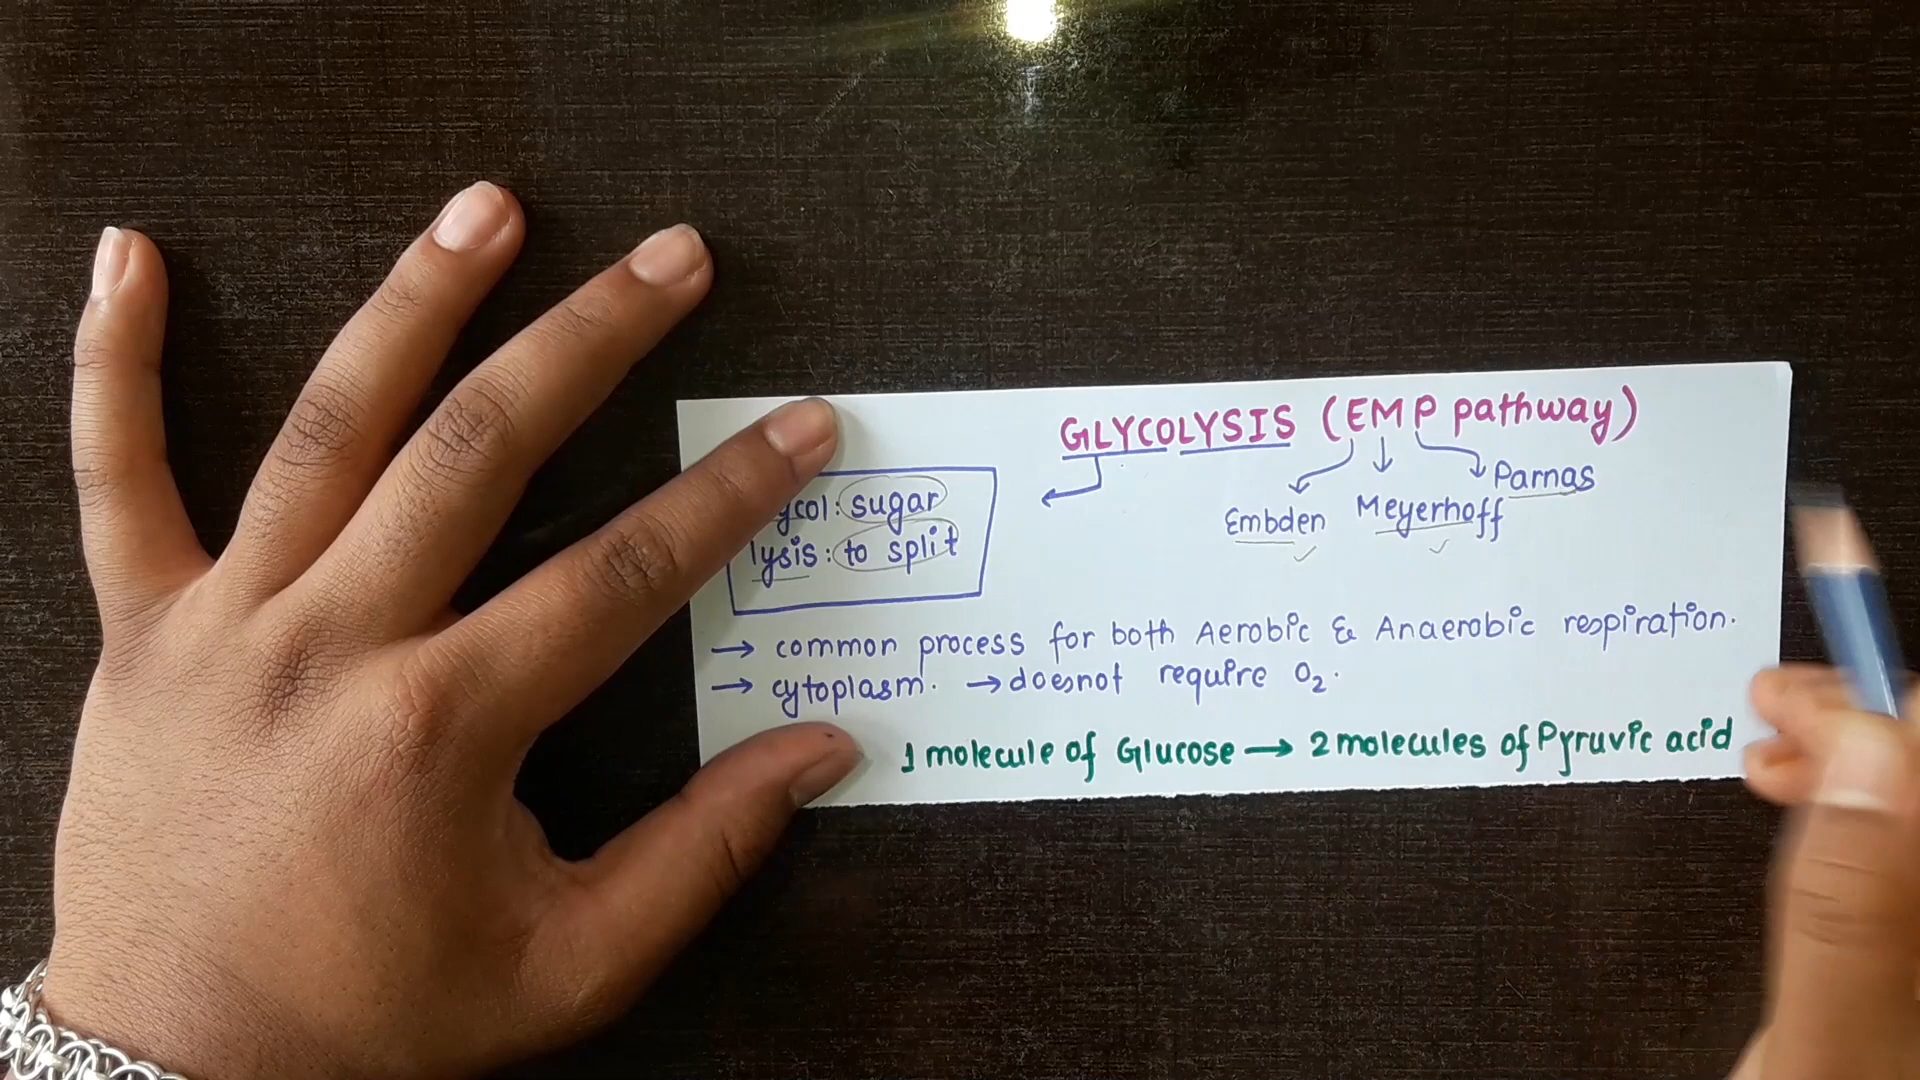 GLYCOLYSIS (EMP pathway)
Embden Meyerhoff Parnas
ycol: sugar
lysis: to split
→ common process for both Aerobic & Anaerobic respiration.
→ cytoplasm. → doesnot require O₂.
1 molecule of Glucose → 2 molecules of Pyruvic acid